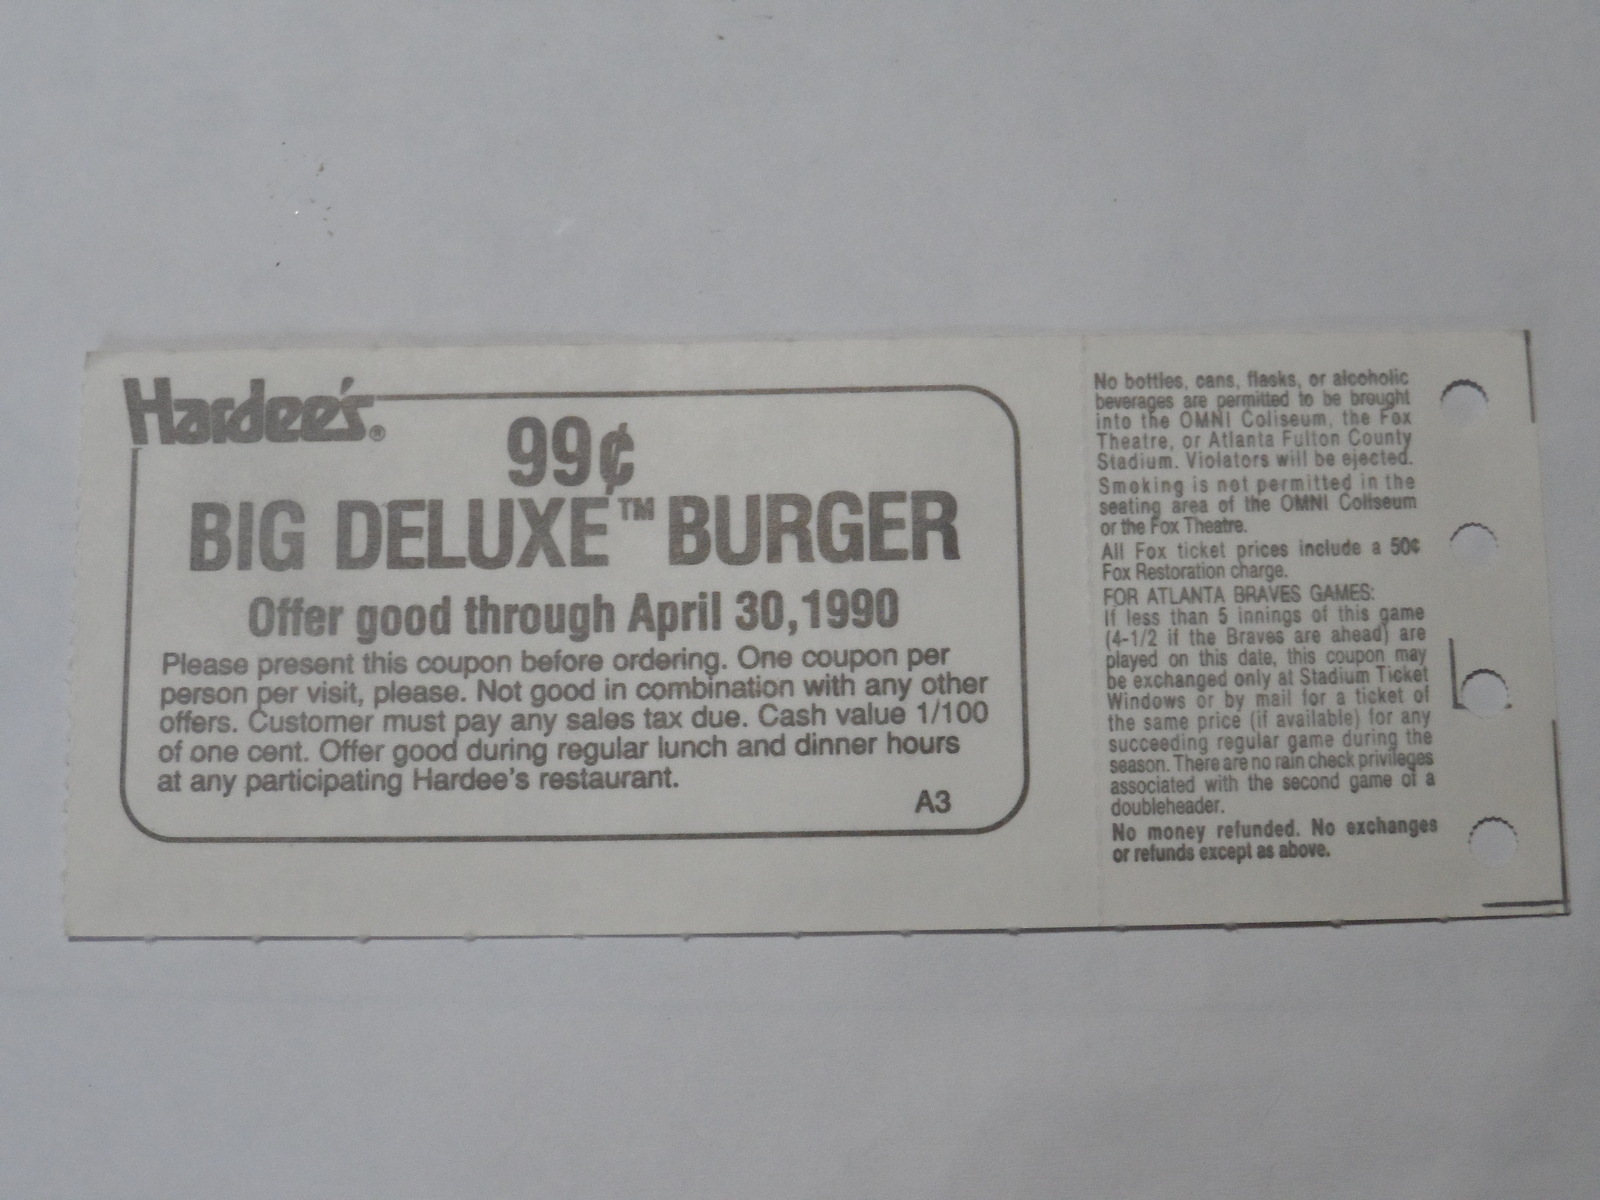 Hardee's®
99¢
BIG DELUXE™ BURGER
Offer good through April 30, 1990
Please present this coupon before ordering. One coupon per
person per visit, please. Not good in combination with any other
offers. Customer must pay any sales tax due. Cash value 1/100
of one cent. Offer good during regular lunch and dinner hours
at any participating Hardee's restaurant.
A3
No bottles, cans, flasks, or alcoholic
beverages are permitted to be brought
into the OMNI Coliseum, the Fox
Theatre, or Atlanta Fulton County
Stadium. Violators will be ejected.
Smoking is not permitted in the
seating area of the OMNI Coliseum
or the Fox Theatre.
All Fox ticket prices include a 50¢
Fox Restoration charge.
FOR ATLANTA BRAVES GAMES:
If less than 5 innings of this game
(4-1/2 if the Braves are ahead) are
played on this date, this coupon may
be exchanged only at Stadium Ticket
Windows or by mail for a ticket of
the same price (if available) for any
succeeding regular game during the
season. There are no rain check privileges
associated with the second game of a
doubleheader.
No money refunded. No exchanges
or refunds except as above.